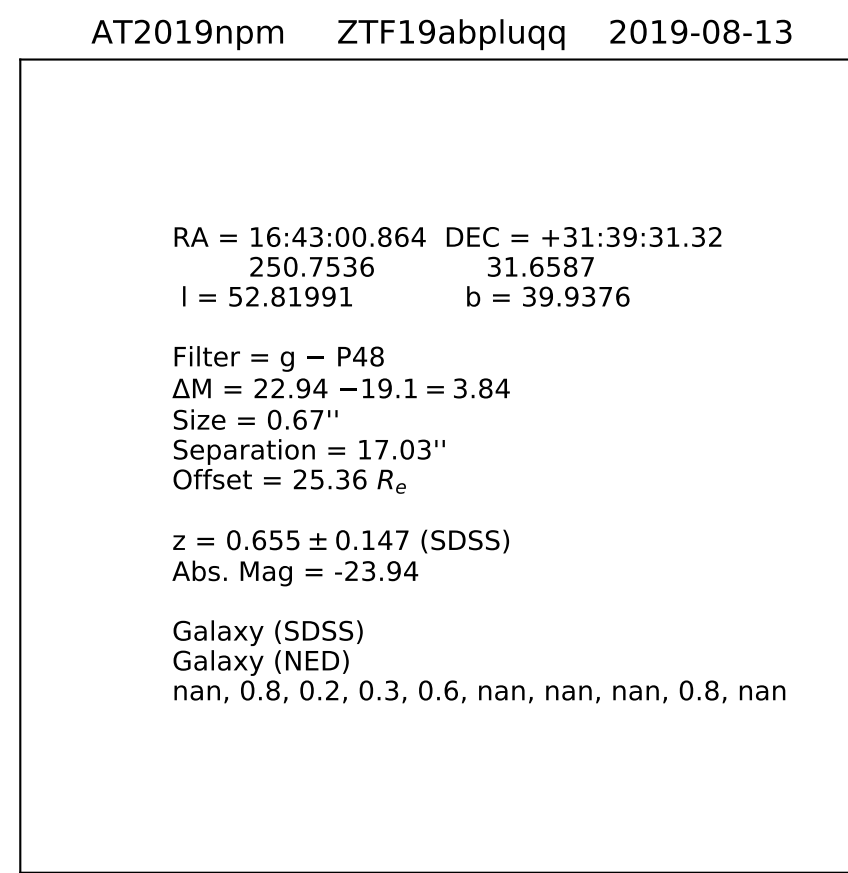 AT2019npm ZTF19abpluqq 2019-08-13
RA = 16:43:00.864 DEC = +31:39:31.32
250.7536 31.6587
l = 52.81991 b = 39.9376
Filter = g − P48
ΔM = 22.94 −19.1 = 3.84
Size = 0.67''
Separation = 17.03''
Offset = 25.36 Re
z = 0.655 ± 0.147 (SDSS)
Abs. Mag = -23.94
Galaxy (SDSS)
Galaxy (NED)
nan, 0.8, 0.2, 0.3, 0.6, nan, nan, nan, 0.8, nan